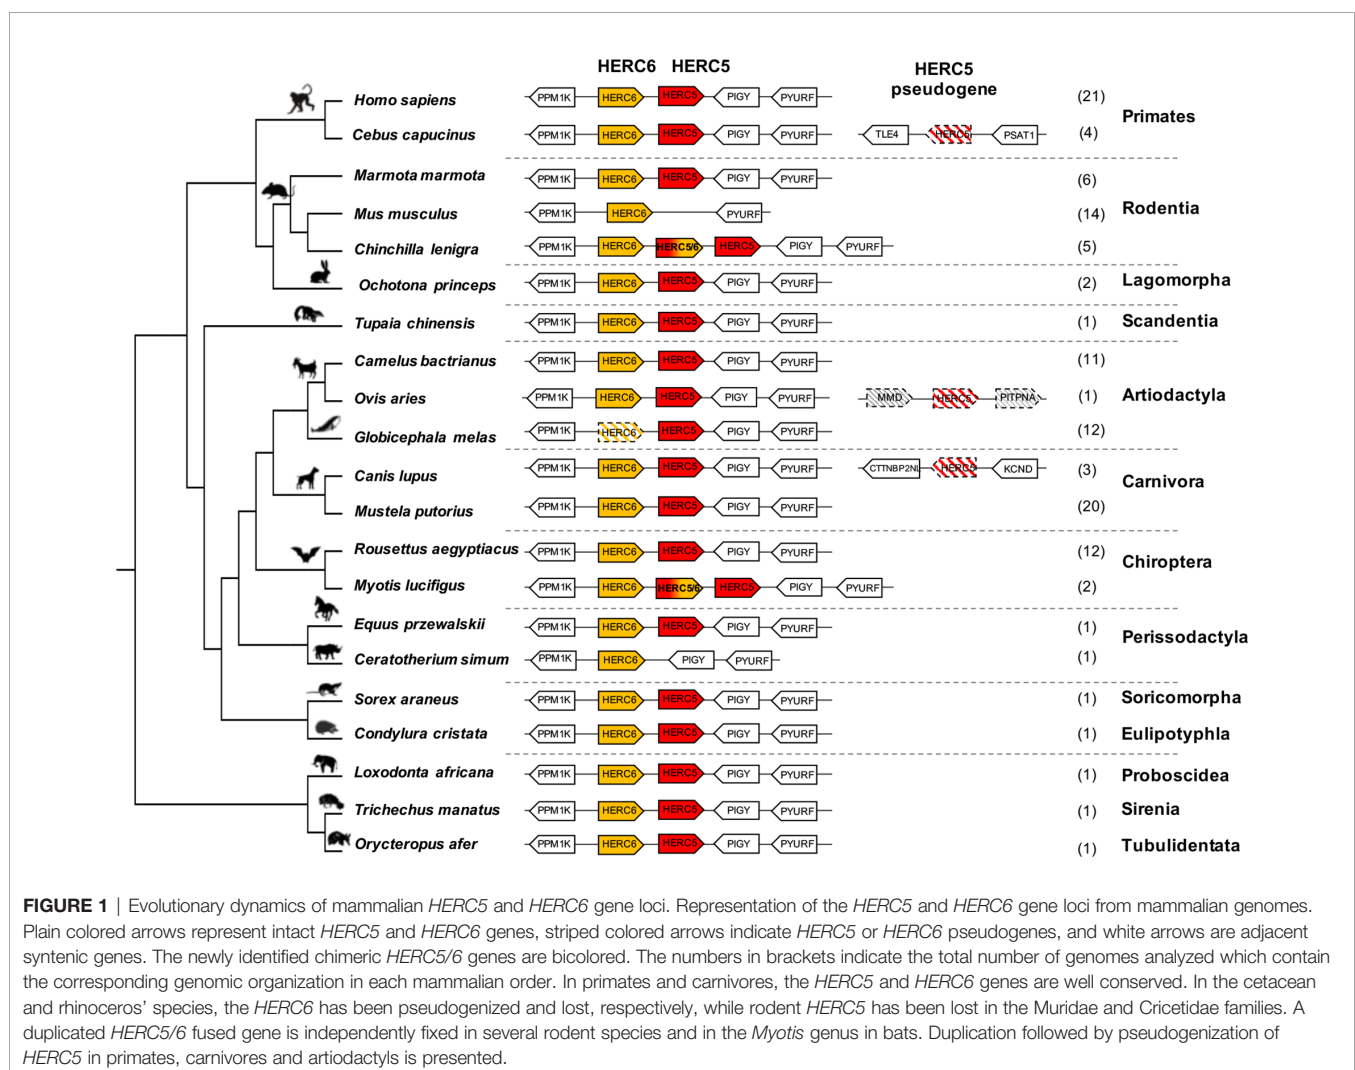 HERC6 HERC5
HERC5
pseudogene
Homo sapiens PPM1K HERC6 HERC5 PIGY PYURF (21)
Primates
Cebus capucinus PPM1K HERC6 HERC5 PIGY PYURF TLE4 HERC5 PSAT1 (4)
Marmota marmota PPM1K HERC6 HERC5 PIGY PYURF (6)
Rodentia
Mus musculus PPM1K HERC6 PYURF (14)
Chinchilla lenigra PPM1K HERC6 HERC5/6 HERC5 PIGY PYURF (5)
Ochotona princeps PPM1K HERC6 HERC5 PIGY PYURF (2) Lagomorpha
Tupaia chinensis PPM1K HERC6 HERC5 PIGY PYURF (1) Scandentia
Camelus bactrianus PPM1K HERC6 HERC5 PIGY PYURF (11)
Ovis aries PPM1K HERC6 HERC5 PIGY PYURF MMD HERC5 PITPNA (1) Artiodactyla
Globicephala melas PPM1K HERC6 HERC5 PIGY PYURF (12)
Canis lupus PPM1K HERC6 HERC5 PIGY PYURF CTTNBP2NL HERC5 KCND (3)
Carnivora
Mustela putorius PPM1K HERC6 HERC5 PIGY PYURF (20)
Rousettus aegyptiacus PPM1K HERC6 HERC5 PIGY PYURF (12)
Chiroptera
Myotis lucifigus PPM1K HERC6 HERC5/6 HERC5 PIGY PYURF (2)
Equus przewalskii PPM1K HERC6 HERC5 PIGY PYURF (1)
Perissodactyla
Ceratotherium simum PPM1K HERC6 PIGY PYURF (1)
Sorex araneus PPM1K HERC6 HERC5 PIGY PYURF (1) Soricomorpha
Condylura cristata PPM1K HERC6 HERC5 PIGY PYURF (1) Eulipotyphla
Loxodonta africana PPM1K HERC6 HERC5 PIGY PYURF (1) Proboscidea
Trichechus manatus PPM1K HERC6 HERC5 PIGY PYURF (1) Sirenia
Orycteropus afer PPM1K HERC6 HERC5 PIGY PYURF (1) Tubulidentata
FIGURE 1 | Evolutionary dynamics of mammalian HERC5 and HERC6 gene loci. Representation of the HERC5 and HERC6 gene loci from mammalian genomes.
Plain colored arrows represent intact HERC5 and HERC6 genes, striped colored arrows indicate HERC5 or HERC6 pseudogenes, and white arrows are adjacent
syntenic genes. The newly identified chimeric HERC5/6 genes are bicolored. The numbers in brackets indicate the total number of genomes analyzed which contain
the corresponding genomic organization in each mammalian order. In primates and carnivores, the HERC5 and HERC6 genes are well conserved. In the cetacean
and rhinoceros' species, the HERC6 has been pseudogenized and lost, respectively, while rodent HERC5 has been lost in the Muridae and Cricetidae families. A
duplicated HERC5/6 fused gene is independently fixed in several rodent species and in the Myotis genus in bats. Duplication followed by pseudogenization of
HERC5 in primates, carnivores and artiodactyls is presented.